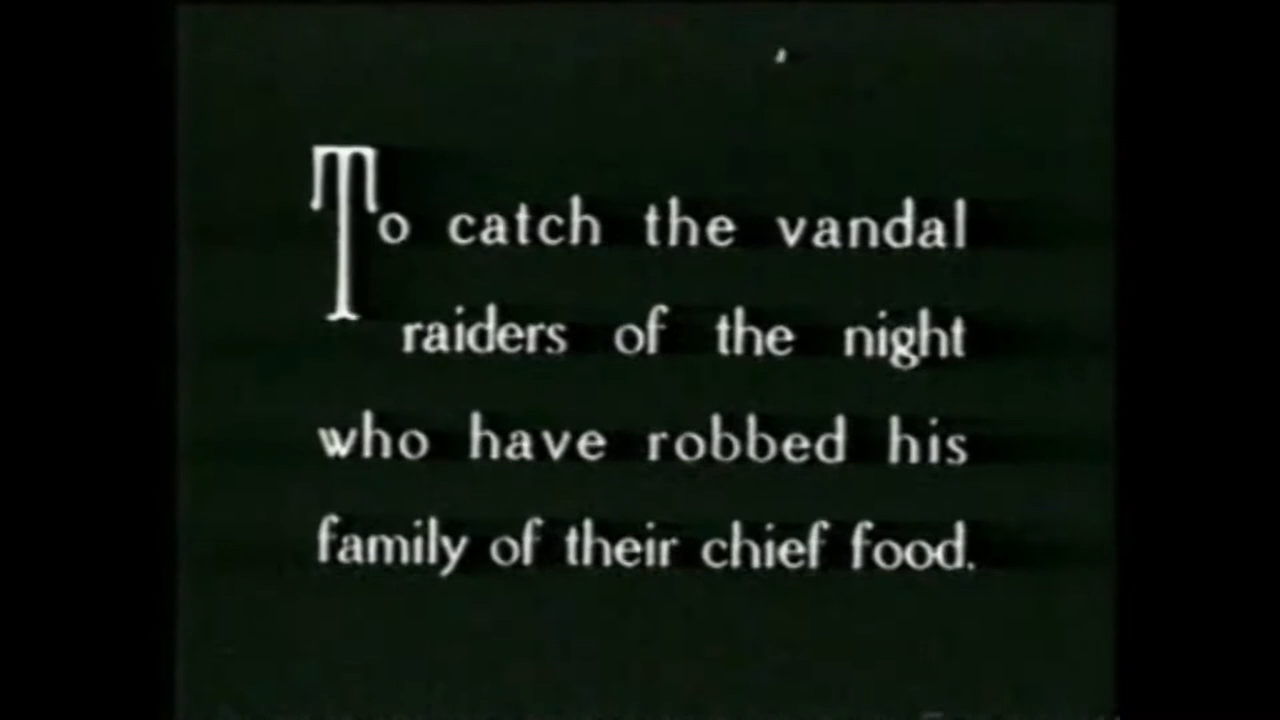 To catch the vandal
raiders of the night
who have robbed his
family of their chief food.